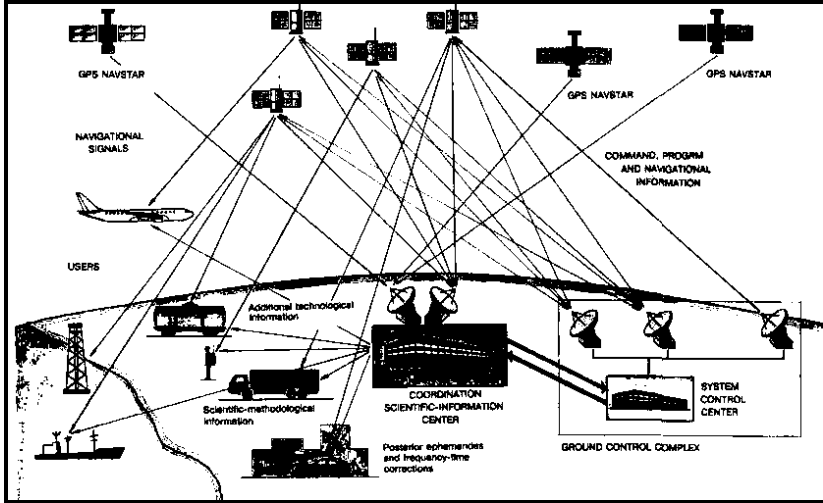 GPS NAVSTAR
GPS NAVSTAR
GPS NAVSTAR
NAVIGATIONAL
SIGNALS
COMMAND, PROGRM
AND NAVIGATIONAL
INFORMATION
USERS
Additional technological
information
COORDINATION
SCIENTIFIC-INFORMATION
CENTER
SYSTEM
CONTROL
CENTER
Scientific-methodological
information
GROUND CONTROL COMPLEX
Posterior ephemerides
and frequency-time
corrections